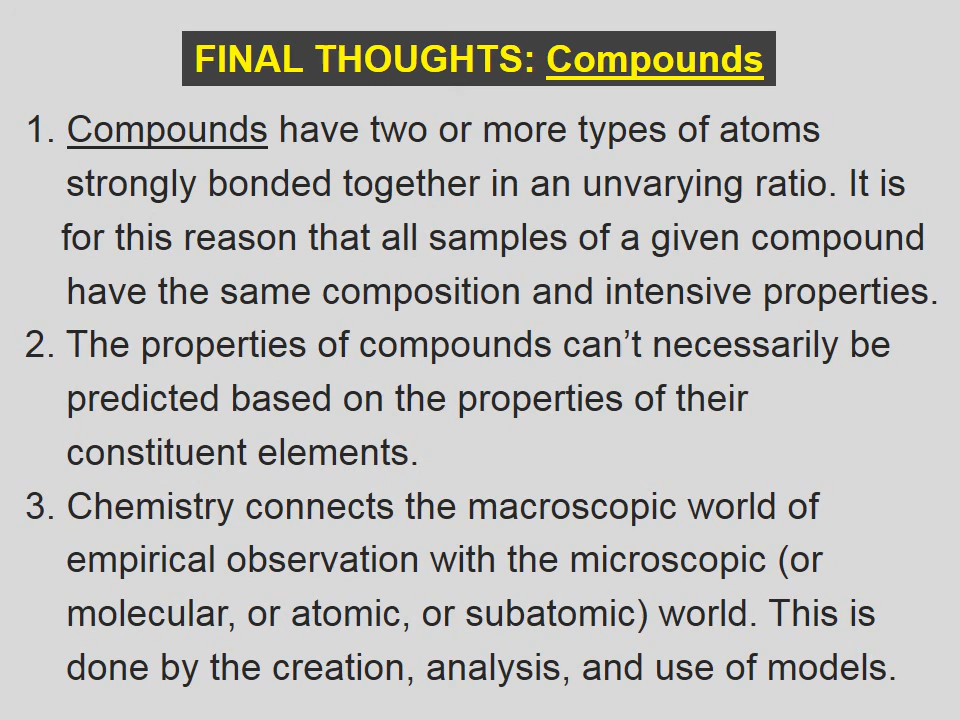 FINAL THOUGHTS: Compounds
1. Compounds have two or more types of atoms
strongly bonded together in an unvarying ratio. It is
for this reason that all samples of a given compound
have the same composition and intensive properties.
2. The properties of compounds can’t necessarily be
predicted based on the properties of their
constituent elements.
3. Chemistry connects the macroscopic world of
empirical observation with the microscopic (or
molecular, or atomic, or subatomic) world. This is
done by the creation, analysis, and use of models.